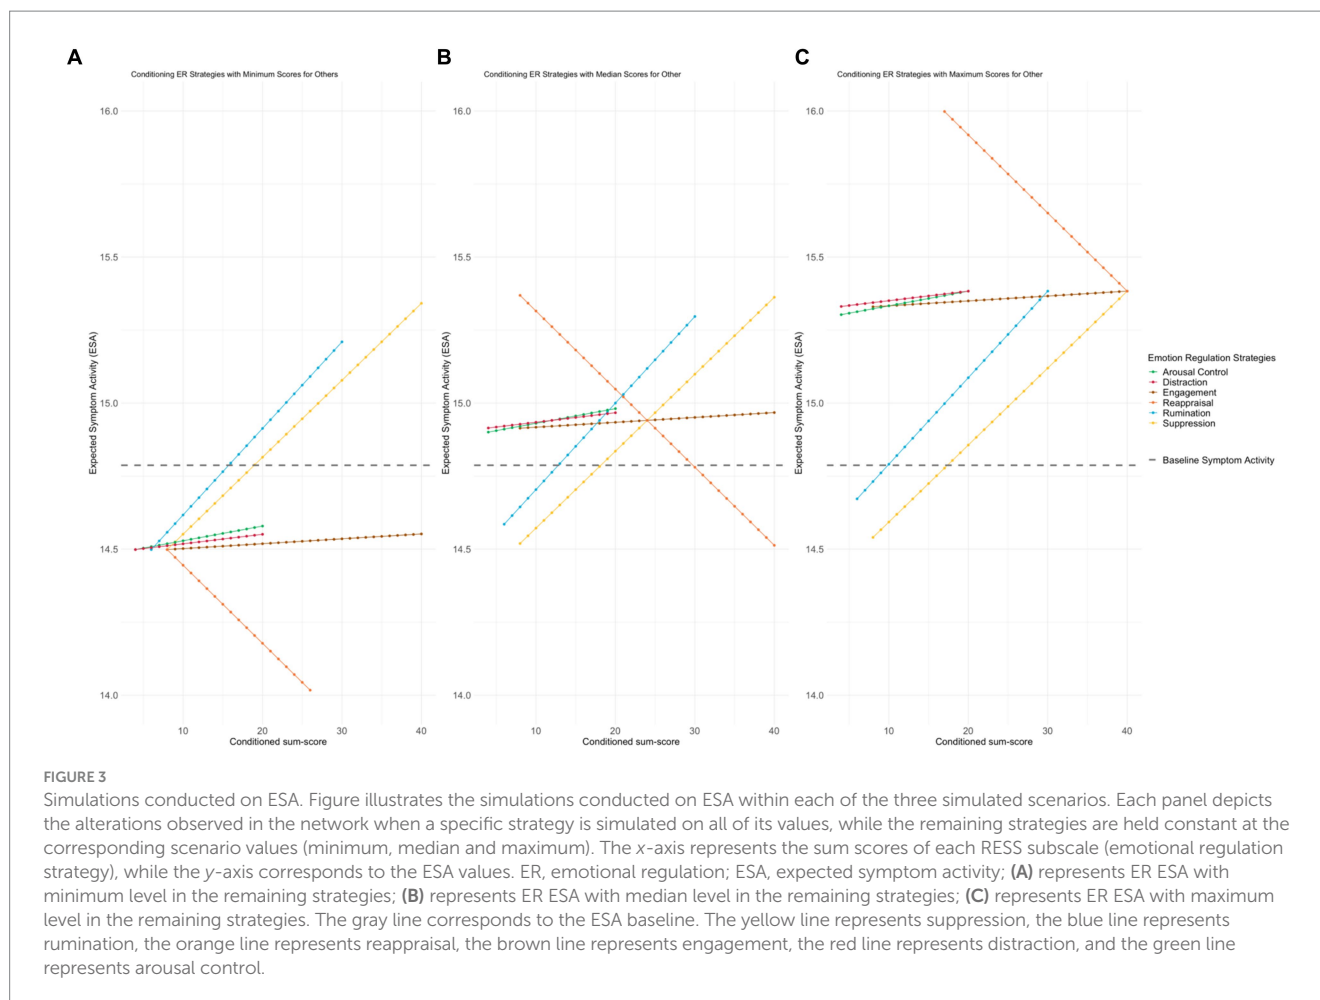 A
B
C
Conditioning ER Strategies with Minimum Scores for Others
Conditioning ER Strategies with Median Scores for Other
Conditioning ER Strategies with Maximum Scores for Other
Expected Symptom Activity (ESA)
16.0
15.5
15.0
14.5
14.0
10 20 30 40
Conditioned sum-score
Expected Symptom Activity (ESA)
16.0
15.5
15.0
14.5
14.0
10 20 30 40
Conditioned sum-score
Expected Symptom Activity (ESA)
16.0
15.5
15.0
14.5
14.0
10 20 30 40
Conditioned sum-score
Emotion Regulation Strategies
Arousal Control
Distraction
Engagement
Reappraisal
Rumination
Suppression
Baseline Symptom Activity
FIGURE 3
Simulations conducted on ESA. Figure illustrates the simulations conducted on ESA within each of the three simulated scenarios. Each panel depicts
the alterations observed in the network when a specific strategy is simulated on all of its values, while the remaining strategies are held constant at the
corresponding scenario values (minimum, median and maximum). The x-axis represents the sum scores of each RESS subscale (emotional regulation
strategy), while the y-axis corresponds to the ESA values. ER, emotional regulation; ESA, expected symptom activity; (A) represents ER ESA with
minimum level in the remaining strategies; (B) represents ER ESA with median level in the remaining strategies; (C) represents ER ESA with maximum
level in the remaining strategies. The gray line corresponds to the ESA baseline. The yellow line represents suppression, the blue line represents
rumination, the orange line represents reappraisal, the brown line represents engagement, the red line represents distraction, and the green line
represents arousal control.